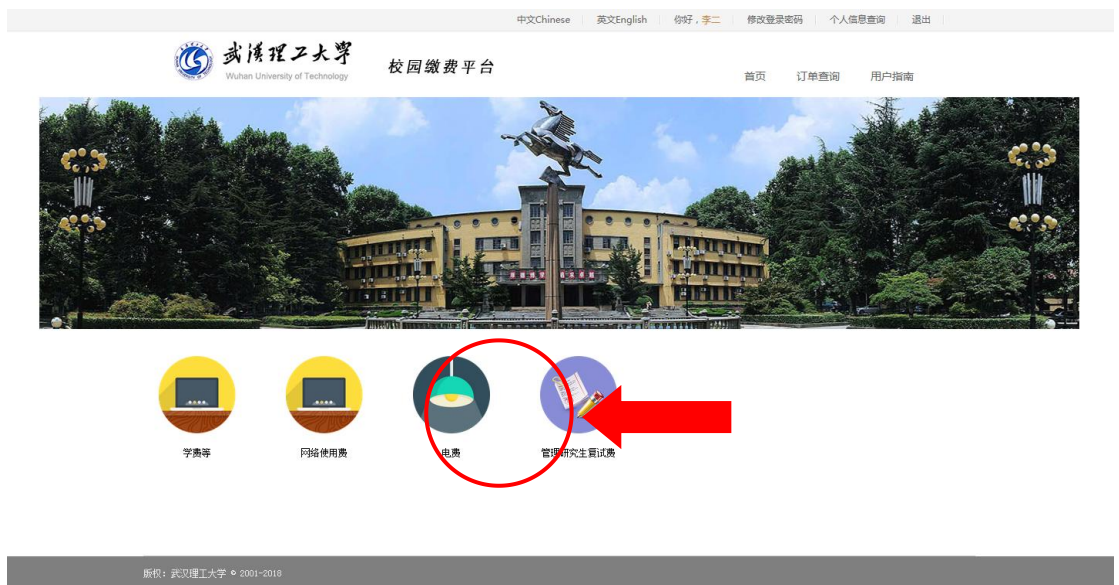 中文Chinese 英文English 你好，李二 修改登录密码 个人信息查询 退出
武汉理工大学 校园缴费平台
Wuhan University of Technology
首页 订单查询 用户指南
学费等 网络使用费 电费 管理研究生复试费
版权：武汉理工大学 © 2001-2018